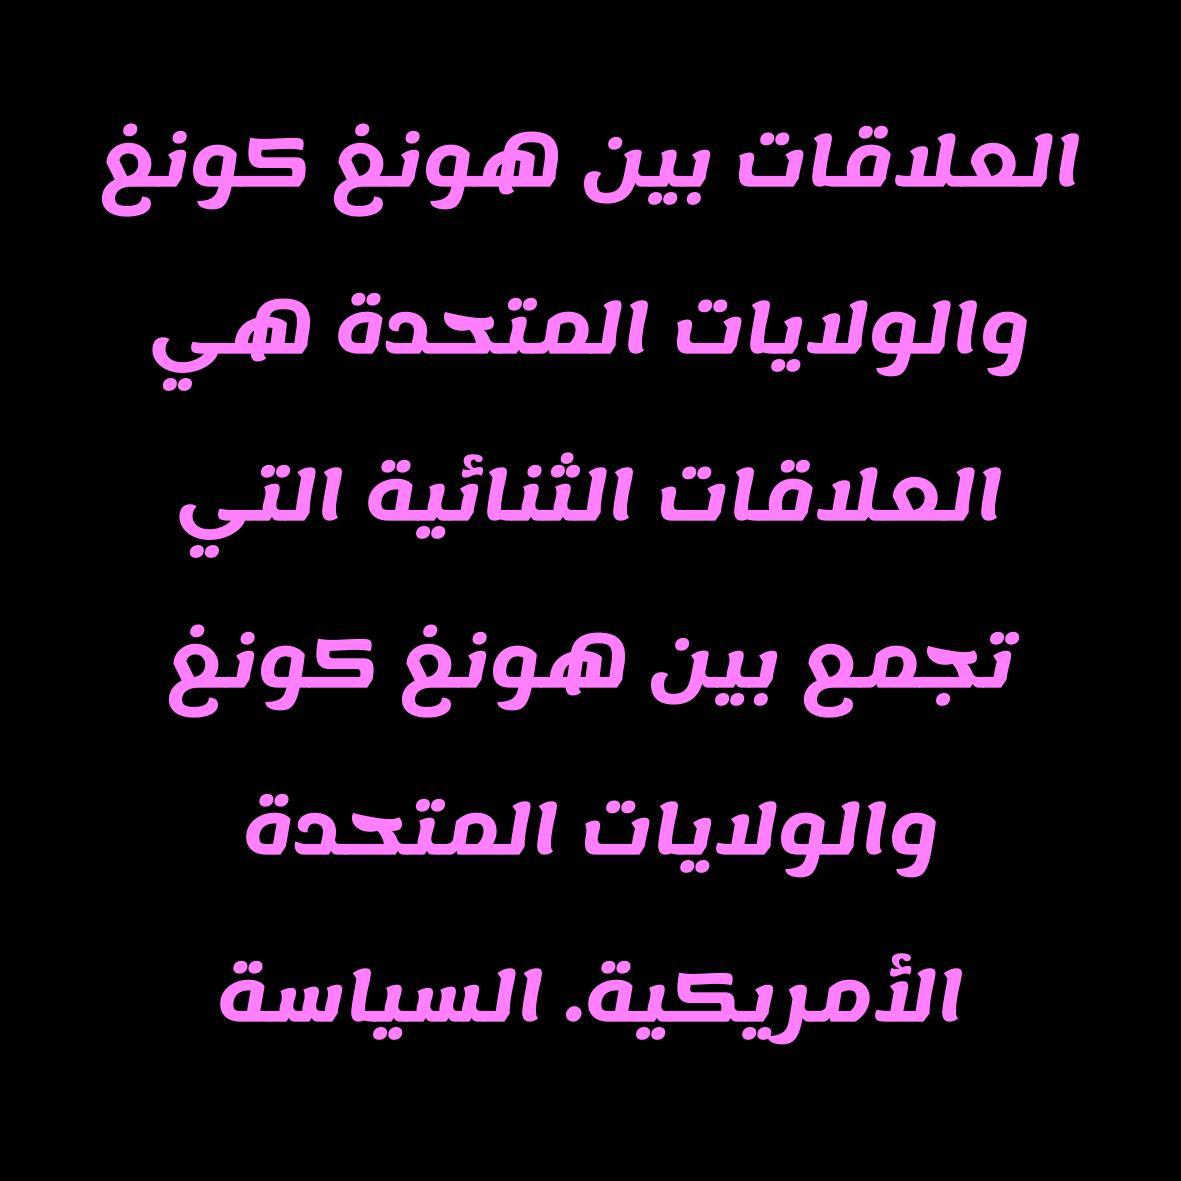 العلاقات بين هونغ كونغ
والولايات المتحدة هي
العلاقات الثنائية التي
تجمع بين هونغ كونغ
والولايات المتحدة
الأمريكية. السياسة